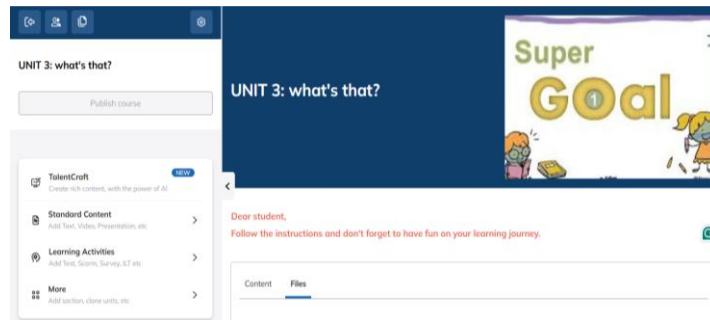 UNIT 3: what's that?
Publish course
TalentCraft
NEW
Create rich content, with the power of AI
Standard Content
Add Text, Video, Presentation, etc
Learning Activities
Add Test, Scorm, Survey, ILT etc
More
Add section, clone units, etc
UNIT 3: what's that?
Super
GOal
1
Dear student,
Follow the instructions and don't forget to have fun on your learning journey.
Content Files